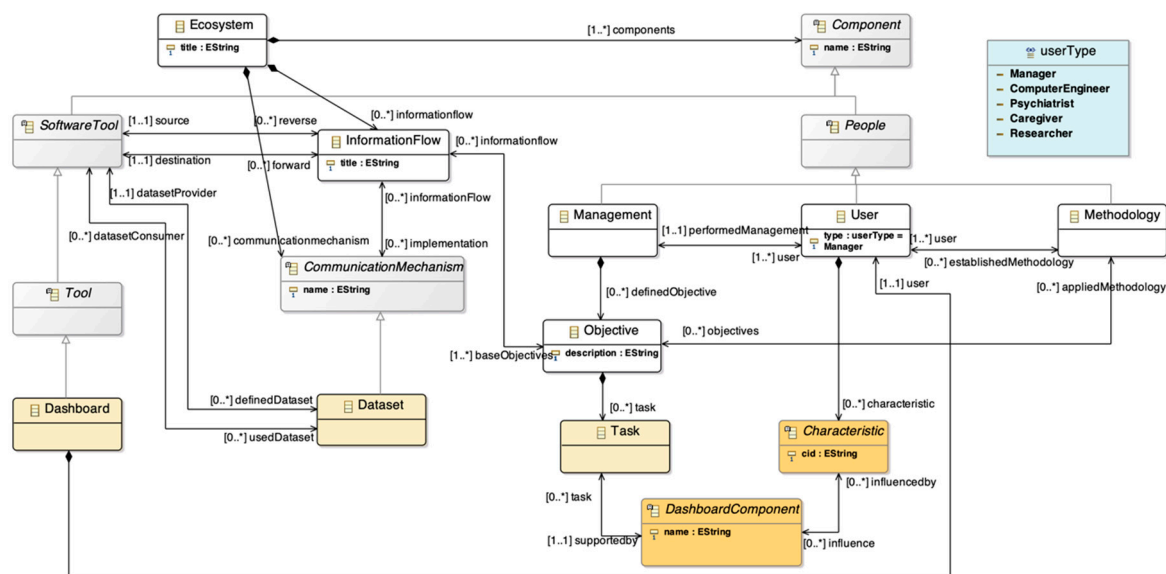 Ecosystem
title : EString
[1..*] components
Component
name : EString
userType
Manager
ComputerEngineer
Psychiatrist
Caregiver
Researcher
[0..*] informationflow
SoftwareTool
[1..1] source
[0..*] reverse
InformationFlow
title : EString
[0..*] informationflow
People
[1..1] destination
[0..*] forward
[1..1] datasetProvider
[0..*] informationFlow
[0..*] datasetConsumer
[0..*] communicationmechanism
[0..*] implementation
Management
[1..1] performedManagement
[1..*] user
User
type : userType =
Manager
[1..*] user
[0..*] establishedMethodology
Methodology
[1..1] user
[0..*] appliedMethodology
CommunicationMechanism
name : EString
Tool
[0..*] definedObjective
Objective
description : EString
[0..*] objectives
[1..*] baseObjectives
Dashboard
[0..*] definedDataset
[0..*] usedDataset
Dataset
[0..*] task
[0..*] characteristic
Task
Characteristic
cid : EString
[0..*] task
[0..*] influencedby
DashboardComponent
name : EString
[1..1] supportedby
[0..*] influence